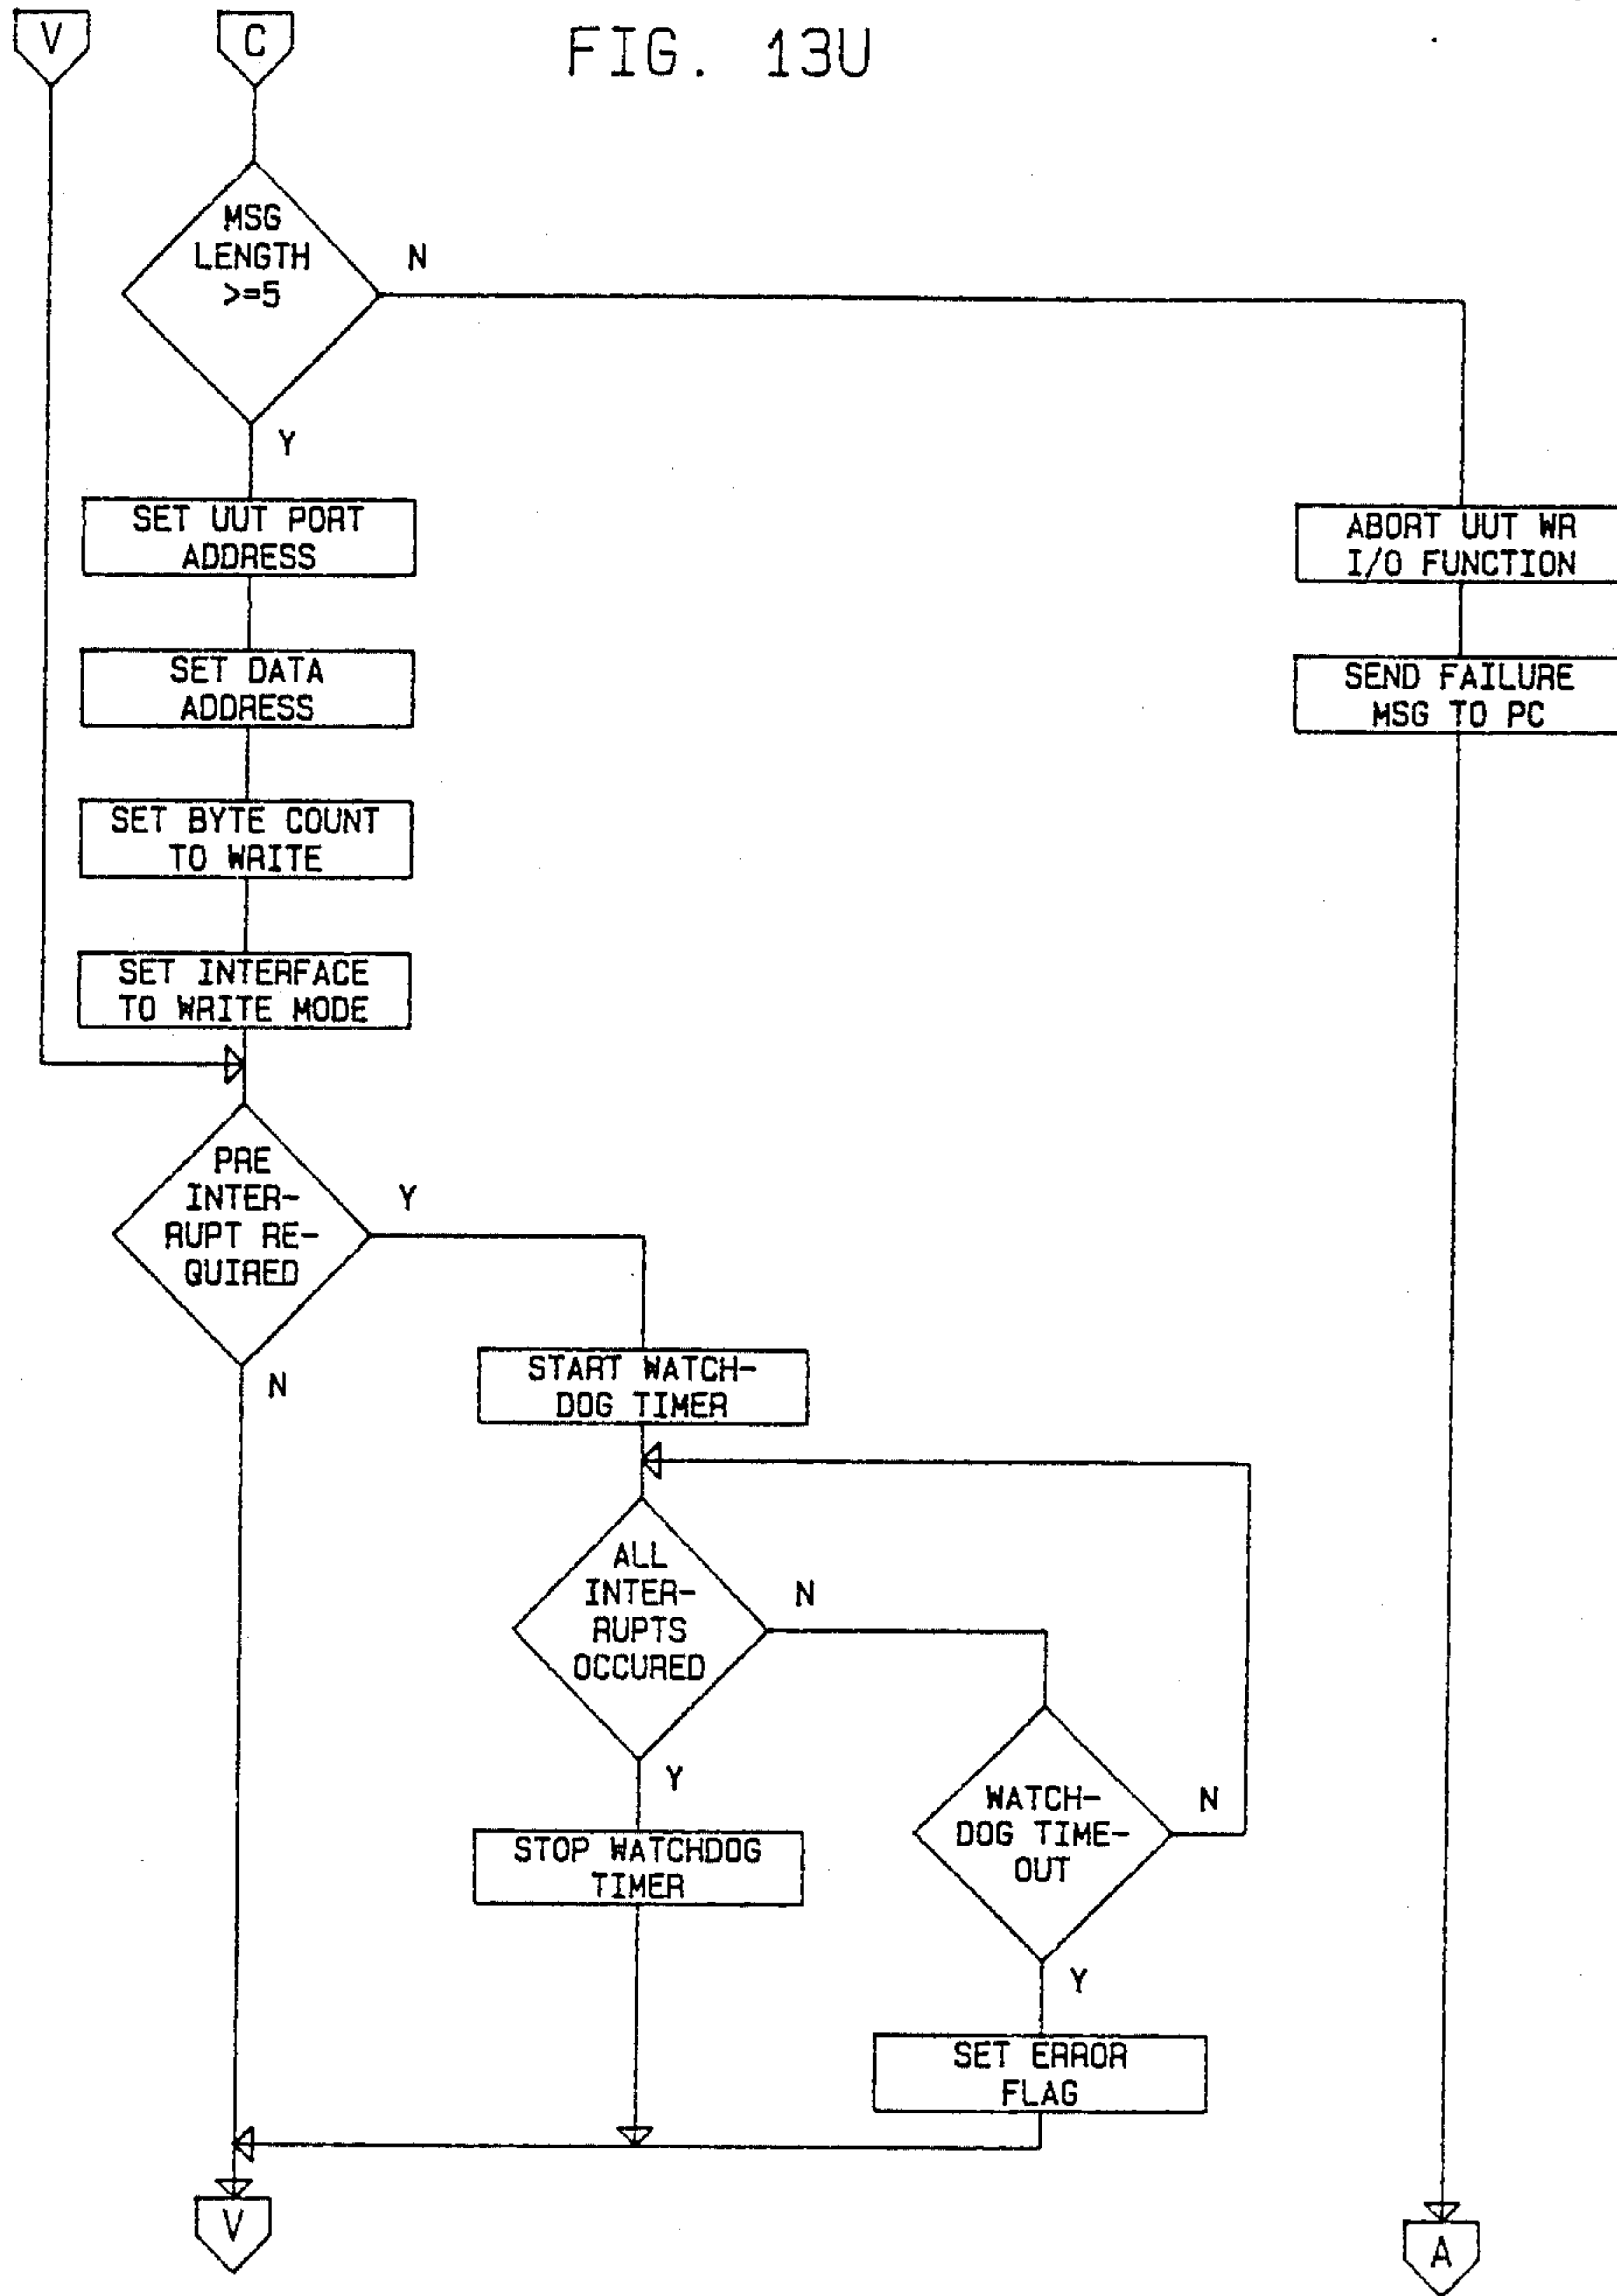 FIG. 13U
V
C
MSG
LENGTH
>=5
N
Y
SET UUT PORT
ADDRESS
ABORT UUT WR
I/O FUNCTION
SET DATA
ADDRESS
SEND FAILURE
MSG TO PC
SET BYTE COUNT
TO WRITE
SET INTERFACE
TO WRITE MODE
PRE
INTER-
RUPT RE-
QUIRED
Y
N
START WATCH-
DOG TIMER
ALL
INTER-
RUPTS
OCCURED
N
Y
WATCH-
DOG TIME-
OUT
N
STOP WATCHDOG
TIMER
Y
SET ERROR
FLAG
V
A